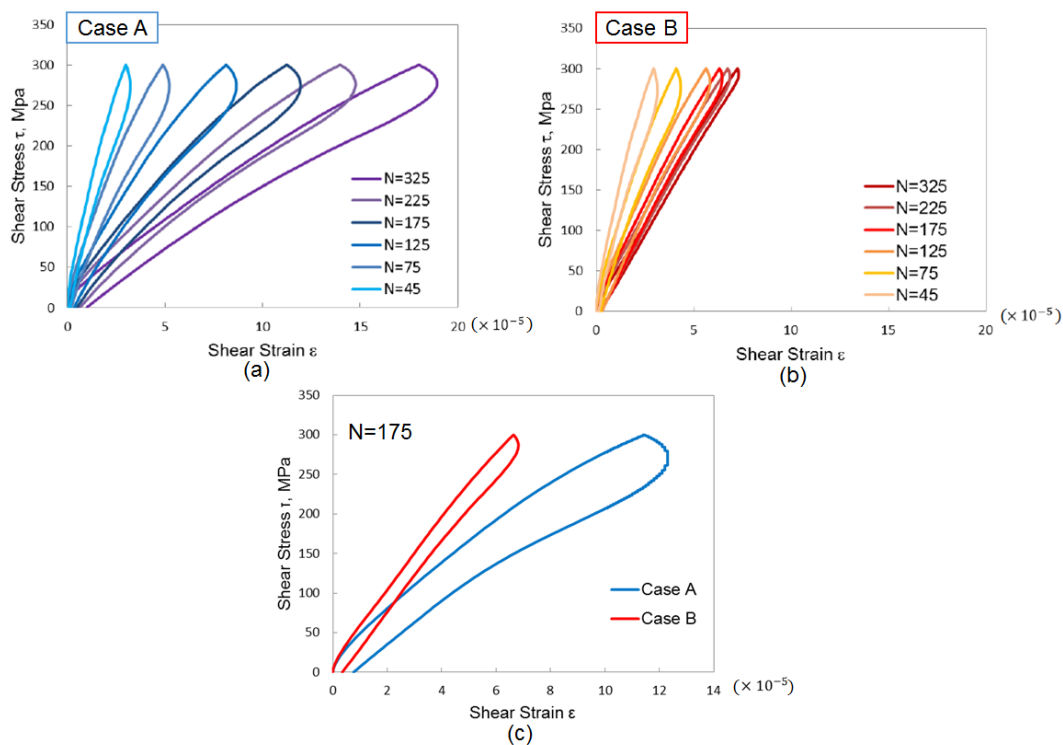 Case A
Shear Stress τ, Mpa
350
300
250
200
150
100
50
0
N=325
N=225
N=175
N=125
N=75
N=45
0 5 10 15 20 (× 10⁻⁵)
Shear Strain ε
(a)
Case B
Shear Stress τ, Mpa
350
300
250
200
150
100
50
0
N=325
N=225
N=175
N=125
N=75
N=45
0 5 10 15 20 (× 10⁻⁵)
Shear Strain ε
(b)
N=175
Shear Stress τ, MPa
350
300
250
200
150
100
50
0
Case A
Case B
0 2 4 6 8 10 12 14 (× 10⁻⁵)
Shear Strain ε
(c)